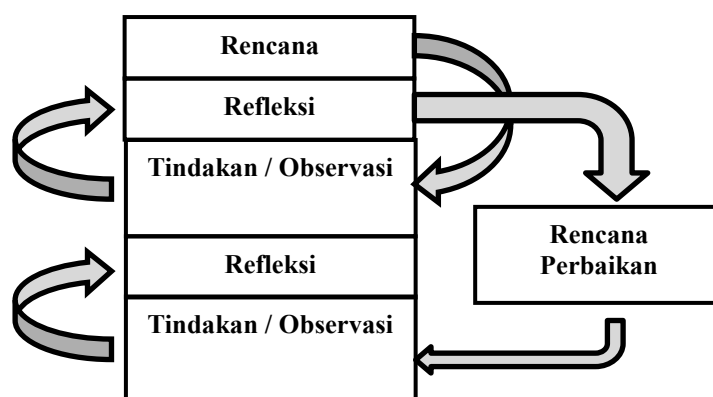 Rencana
Refleksi
Tindakan / Observasi
Refleksi
Tindakan / Observasi
Rencana
Perbaikan